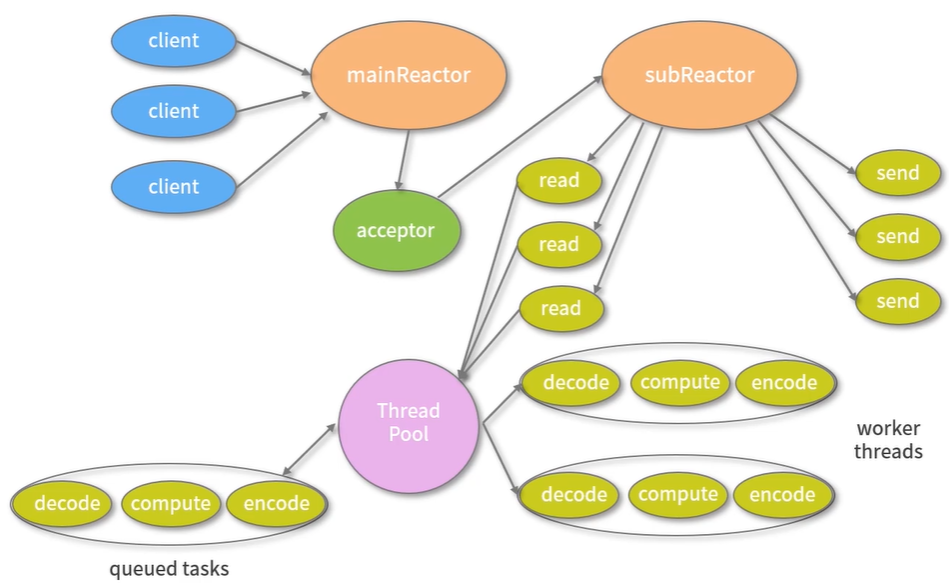 client
mainReactor
subReactor
client
client
acceptor
read
read
read
send
send
send
Thread
Pool
decode compute encode
worker
threads
decode compute encode
decode compute encode
queued tasks